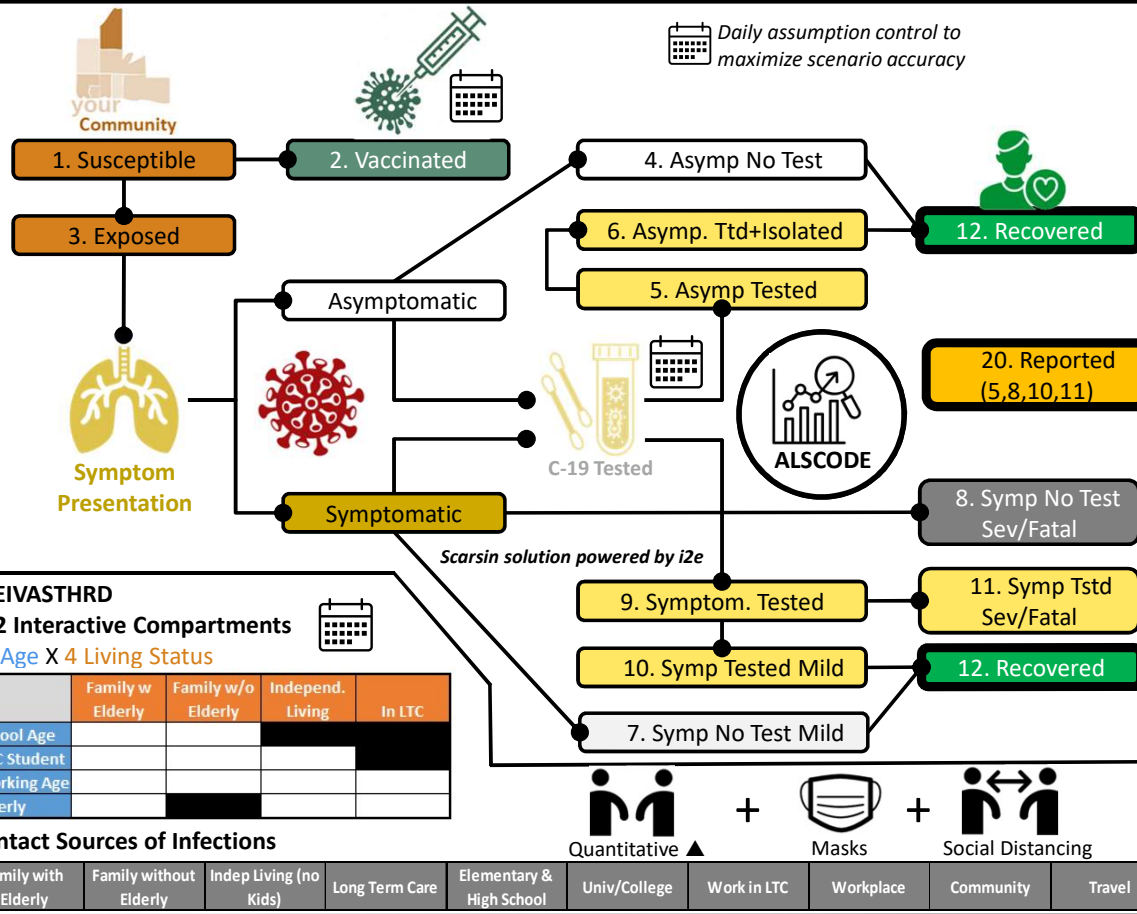 Daily assumption control to
maximize scenario accuracy
your
Community
1. Susceptible
2. Vaccinated
4. Asymp No Test
3. Exposed
6. Asymp. Ttd+Isolated
12. Recovered
Asymptomatic
5. Asymp Tested
20. Reported
(5,8,10,11)
ALSCODE
C-19 Tested
Symptom
Presentation
Symptomatic
8. Symp No Test
Sev/Fatal
Scarsin solution powered by i2e
EIVASTHRD
2 Interactive Compartments
Age X 4 Living Status
9. Symptom. Tested
11. Symp Tstd
Sev/Fatal
10. Symp Tested Mild
12. Recovered
7. Symp No Test Mild
Family w
Elderly
Family w/o
Elderly
Independ.
Living
In LTC
ool Age
C Student
rking Age
erly
ntact Sources of Infections
Quantitative ▲
+
Masks
+
Social Distancing
mily with
Elderly
Family without
Elderly
Indep Living (no
Kids)
Long Term Care
Elementary &
High School
Univ/College
Work in LTC
Workplace
Community
Travel